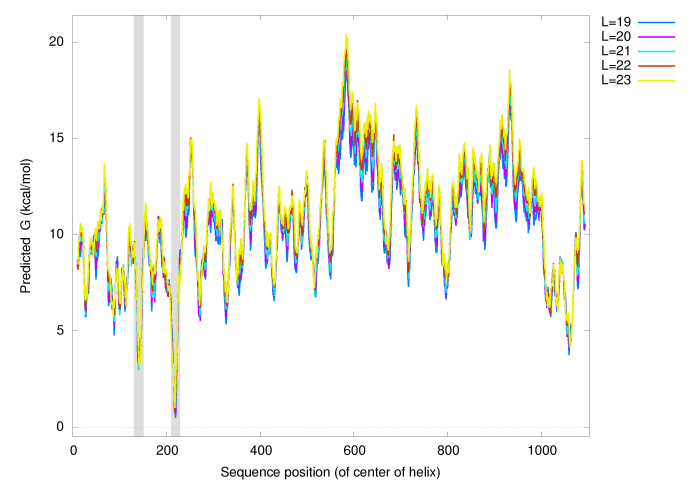 L=19
L=20
L=21
L=22
L=23
20
15
10
5
0
Predicted G (kcal/mol)
0 200 400 600 800 1000
Sequence position (of center of helix)